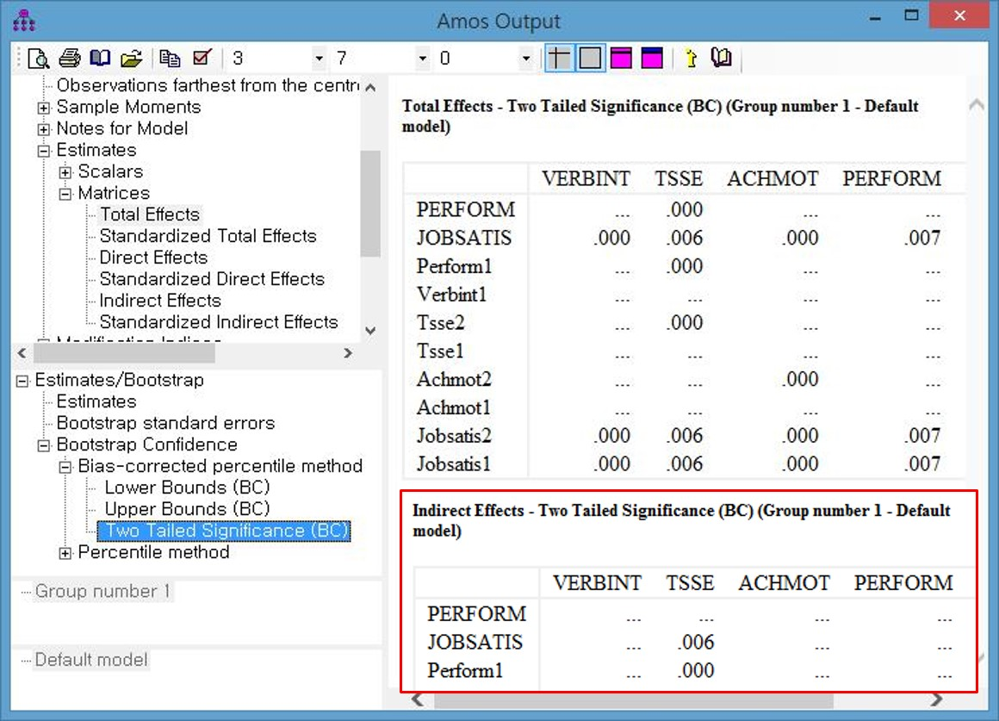 Amos Output
3 7 0
Observations farthest from the centr
Sample Moments
Notes for Model
Estimates
Scalars
Matrices
Total Effects
Standardized Total Effects
Direct Effects
Standardized Direct Effects
Indirect Effects
Standardized Indirect Effects
Modification Indices
Estimates/Bootstrap
Estimates
Bootstrap standard errors
Bootstrap Confidence
Bias-corrected percentile method
Lower Bounds (BC)
Upper Bounds (BC)
Two Tailed Significance (BC)
Percentile method
Group number 1
Default model
Total Effects - Two Tailed Significance (BC) (Group number 1 - Default
model)
VERBINT TSSE ACHMOT PERFORM
PERFORM ... .000 ... ...
JOBSATIS .000 .006 .000 .007
Perform1 ... .000 ... ...
Verbint1 ... ... ... ...
Tsse2 ... .000 ... ...
Tsse1 ... ... ... ...
Achmot2 ... ... .000 ...
Achmot1 ... ... ... ...
Jobsatis2 .000 .006 .000 .007
Jobsatis1 .000 .006 .000 .007
Indirect Effects - Two Tailed Significance (BC) (Group number 1 - Default
model)
VERBINT TSSE ACHMOT PERFORM
PERFORM ... ... ... ...
JOBSATIS ... .006 ... ...
Perform1 ... .000 ... ...